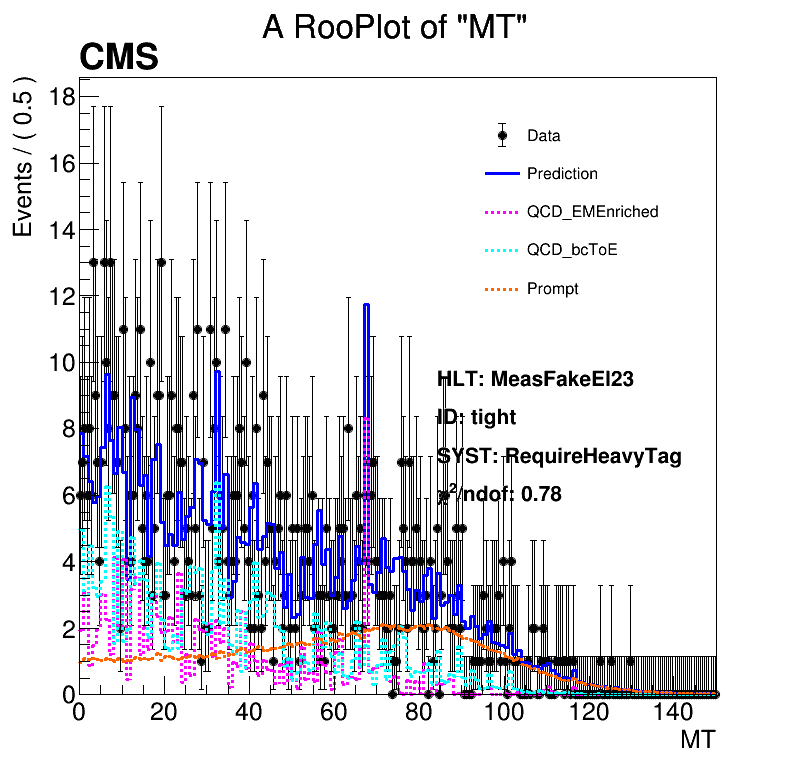 A RooPlot of "MT"
CMS
Events / ( 0.5 )
18
16
14
12
10
8
6
4
2
0
Data
Prediction
QCD_EMEnriched
QCD_bcToE
Prompt
HLT: MeasFakeEl23
ID: tight
SYST: RequireHeavyTag
χ²/ndof: 0.78
0 20 40 60 80 100 120 140
MT